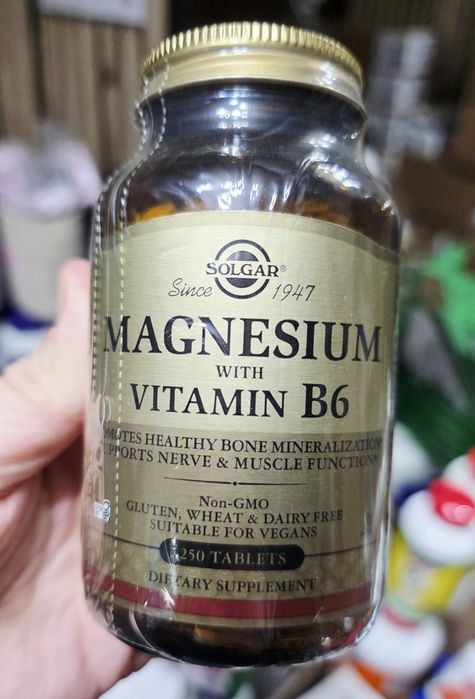 SOLGAR®
Since 1947
MAGNESIUM
WITH
VITAMIN B6
HEALTHY BONE MINERALIZATION
NERVE & MUSCLE FUNCTION
Non-GMO
GLUTEN, WHEAT & DAIRY FREE
SUITABLE FOR VEGANS
250 TABLETS
DIETARY SUPPLEMENT